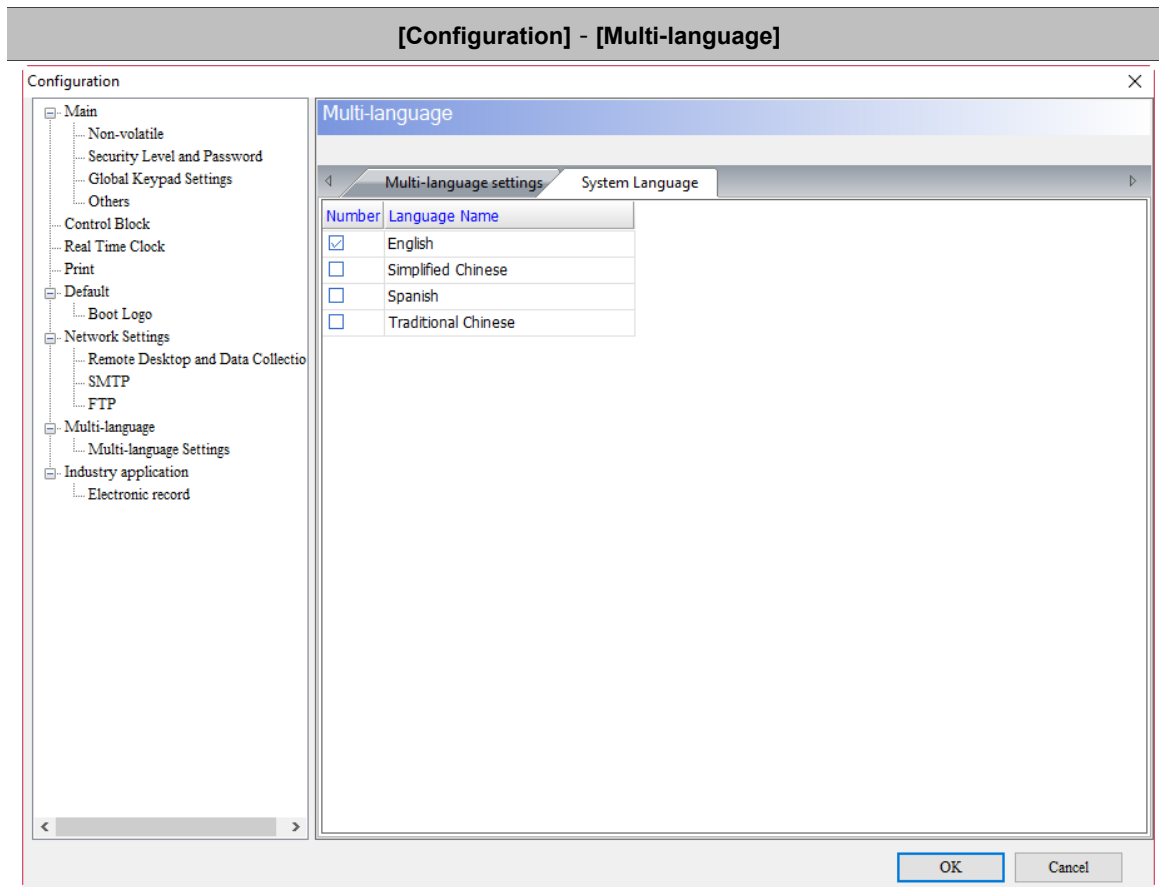 [Configuration] - [Multi-language]
Configuration
Main
Non-volatile
Security Level and Password
Global Keypad Settings
Others
Control Block
Real Time Clock
Print
Default
Boot Logo
Network Settings
Remote Desktop and Data Collectio
SMTP
FTP
Multi-language
Multi-language Settings
Industry application
Electronic record
Multi-language
Multi-language settings System Language
Number Language Name
English
Simplified Chinese
Spanish
Traditional Chinese
OK Cancel